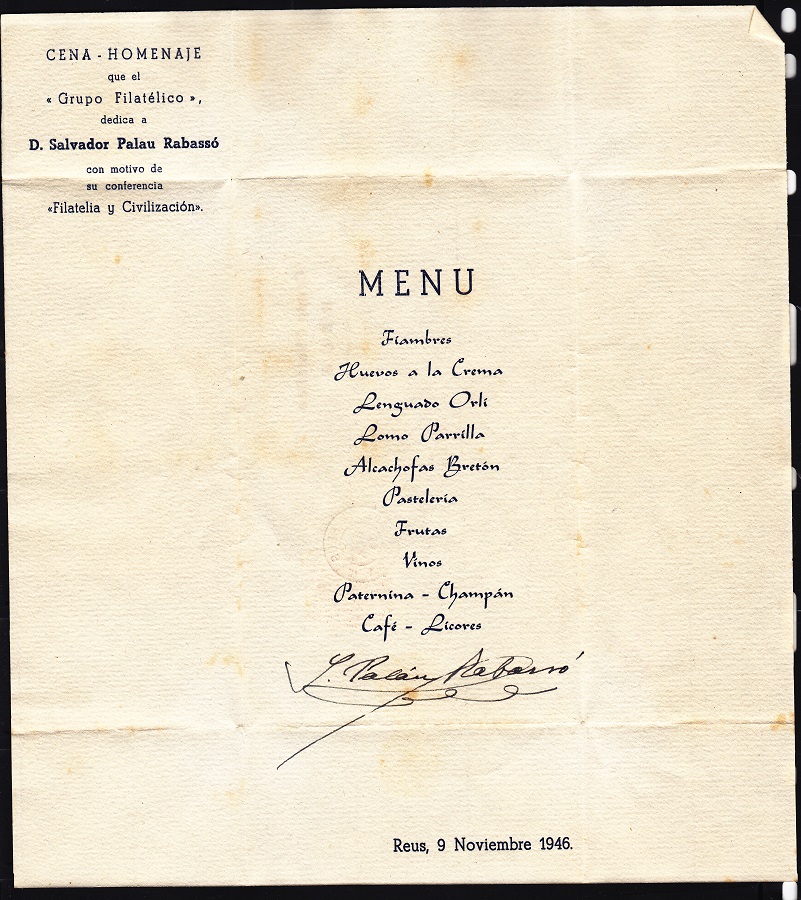 CENA - HOMENAJE
que el
« Grupo Filatélico »,
dedica a
D. Salvador Palau Rabassó
con motivo de
su conferencia
«Filatelia y Civilización».
MENU
Fiambres
Huevos a la Crema
Lenguado Orli
Lomo Parrilla
Alcachofas Bretón
Pastelería
Frutas
Vinos
Paternina - Champán
Café - Licores
S. Palau Rabassó
Reus, 9 Noviembre 1946.